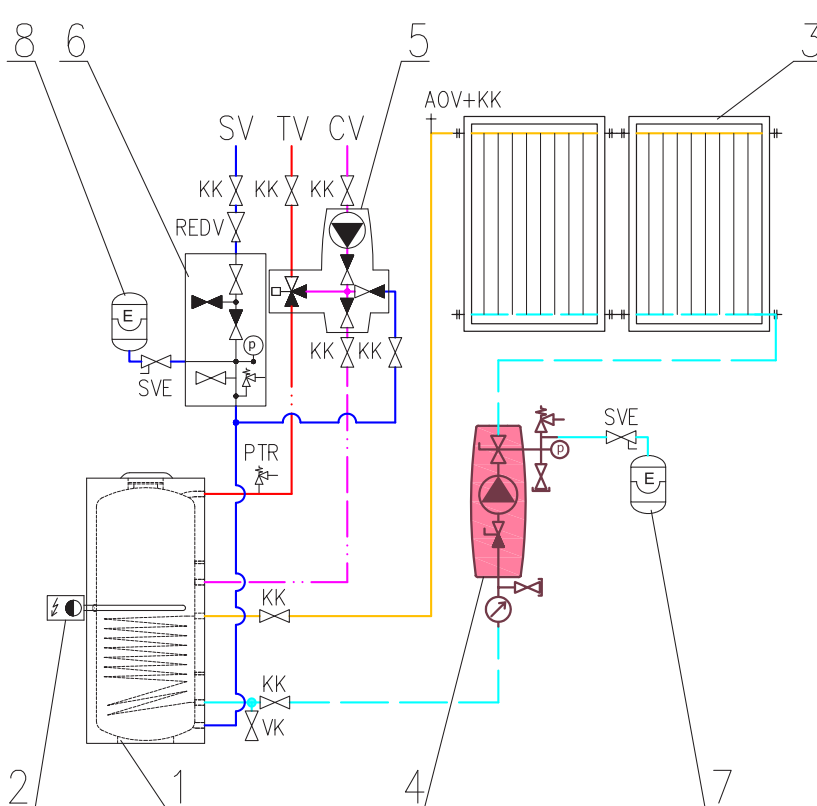 8 6 5 3
AOV+KK
SV TV CV
KK KK KK
REDV
E
p
KK KK
SVE
SVE
PTR
p
E
KK
KK
VK
2 1 4 7